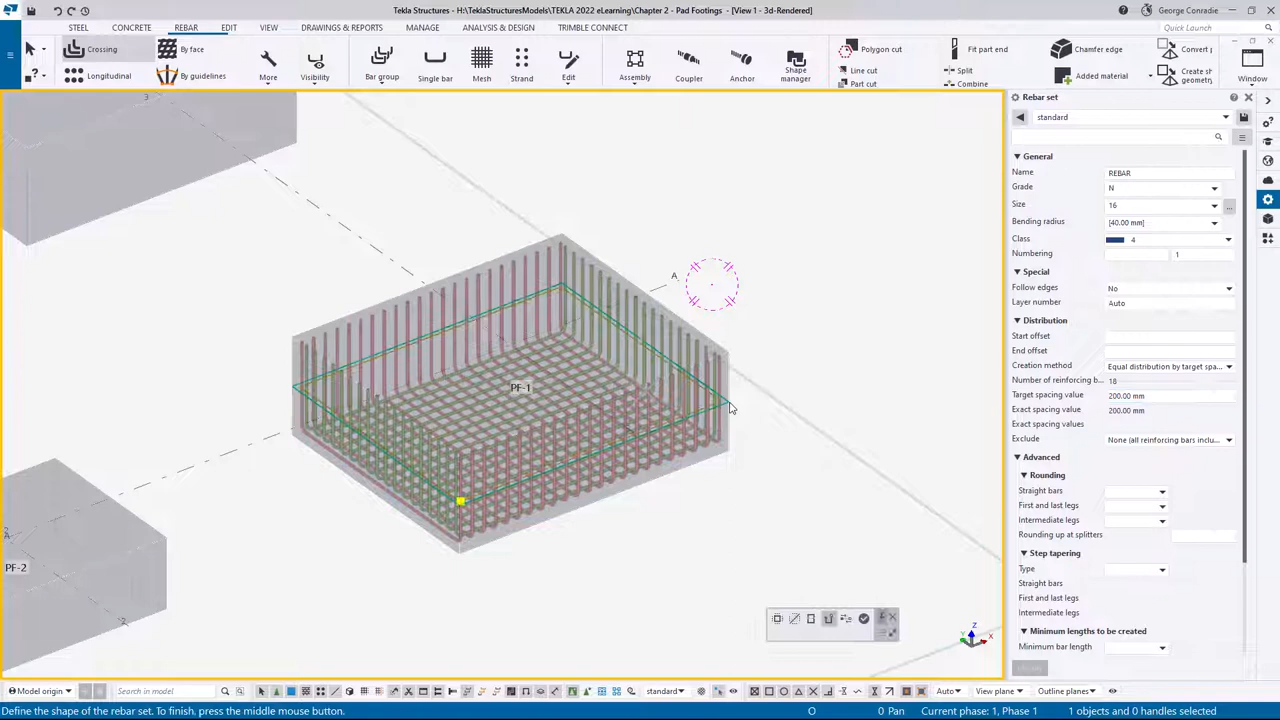 Tekla Structures - H:\TeklaStructuresModels\TEKLA 2022 eLearning\Chapter 2 - Pad Footings - [View 1 - 3d-Rendered]
George Conradie
STEEL CONCRETE REBAR EDIT VIEW DRAWINGS & REPORTS MANAGE ANALYSIS & DESIGN TRIMBLE CONNECT
Quick Launch
Crossing
By face
Longitudinal
By guidelines
More
Visibility
Bar group
Single bar
Mesh
Strand
Edit
Assembly
Coupler
Anchor
Shape manager
Polygon cut
Line cut
Part cut
Fit part end
Split
Combine
Chamfer edge
Added material
Convert
Create sh
geometry
Window
Rebar set
standard
General
Name REBAR
Grade N
Size 16
Bending radius [40.00 mm]
Class 4
Numbering 1
Special
Follow edges No
Layer number Auto
Distribution
Start offset
End offset
Creation method Equal distribution by target spa...
Number of reinforcing b... 18
Target spacing value 200.00 mm
Exact spacing value 200.00 mm
Exact spacing values
Exclude None (all reinforcing bars inclu...
Advanced
Rounding
Straight bars
First and last legs
Intermediate legs
Rounding up at splitters
Step tapering
Type
Straight bars
First and last legs
Intermediate legs
Minimum lengths to be created
Minimum bar length
3
A
PF-1
PF-2
Z
Y
X
Model origin
Search in model
standard
Auto
View plane
Outline planes
Define the shape of the rebar set. To finish, press the middle mouse button.
O
0 Pan
Current phase: 1, Phase 1
1 objects and 0 handles selected